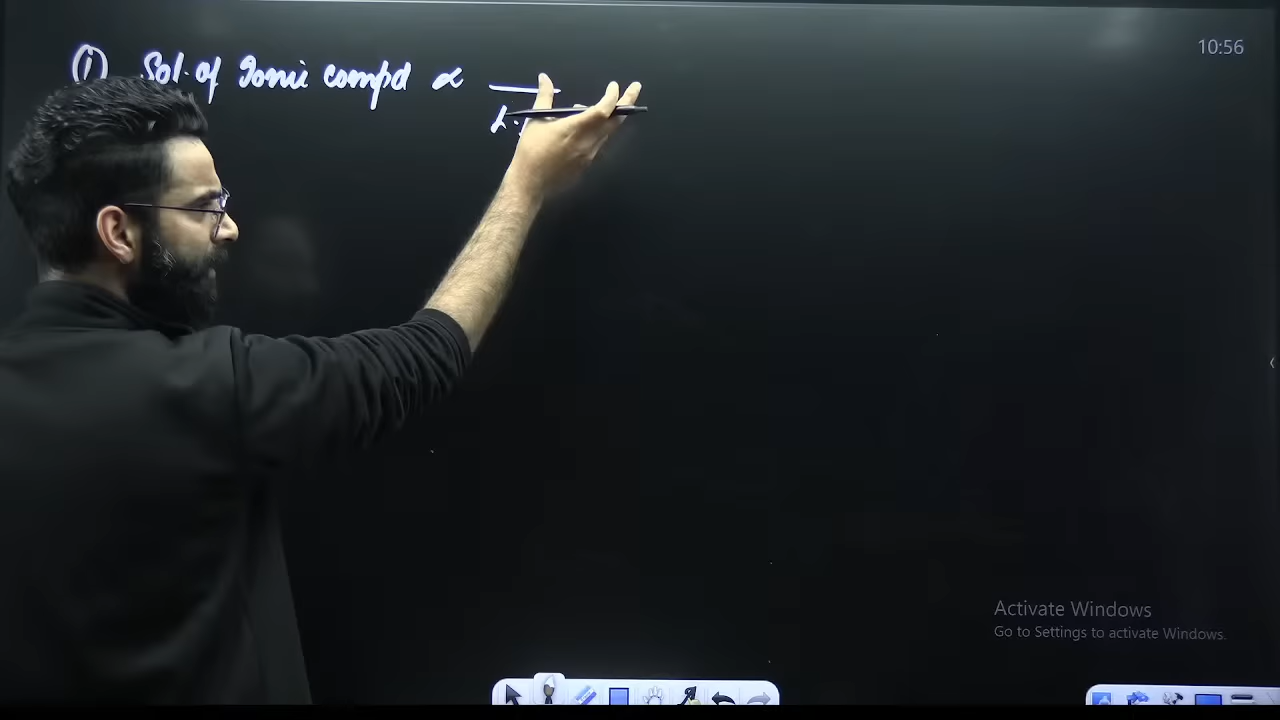 10:56
(i) Sol. of Ionic compd ∝
L.
Activate Windows
Go to Settings to activate Windows.